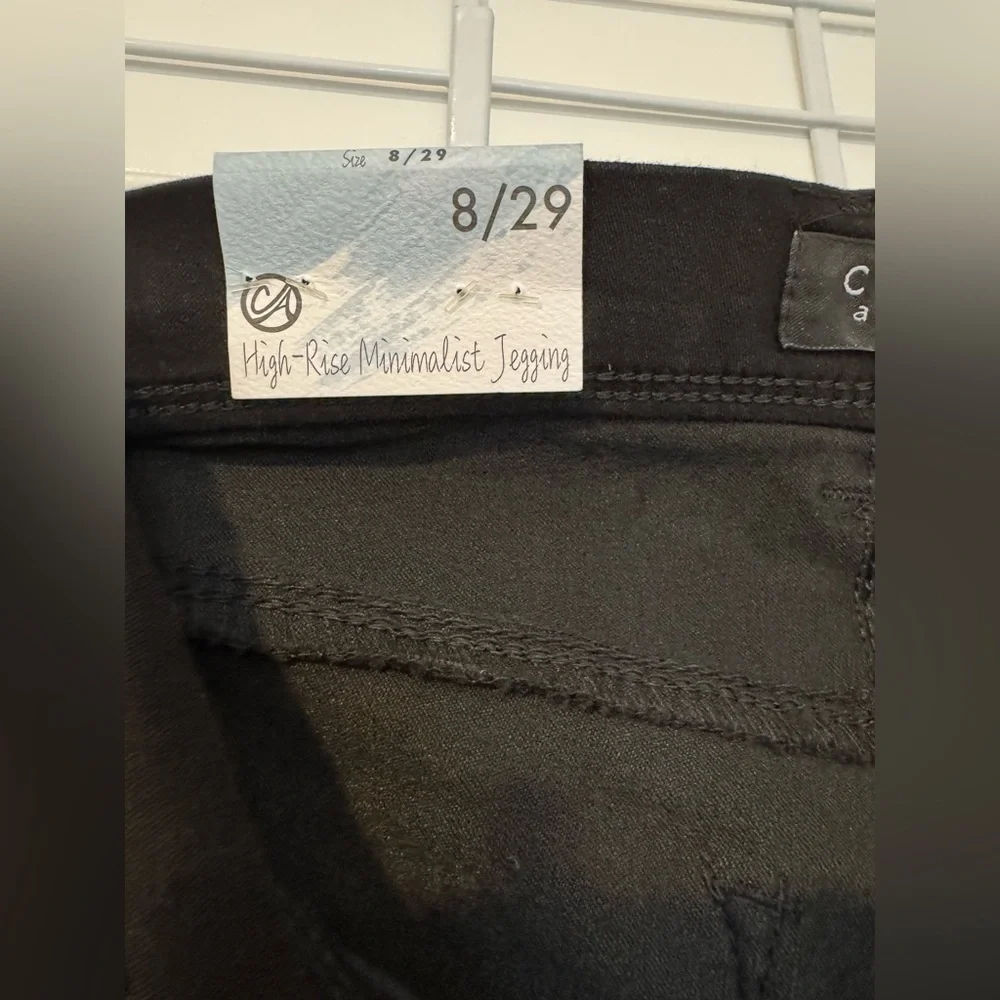 Size 8/29
8/29
CA
High-Rise Minimalist Jegging
C
a